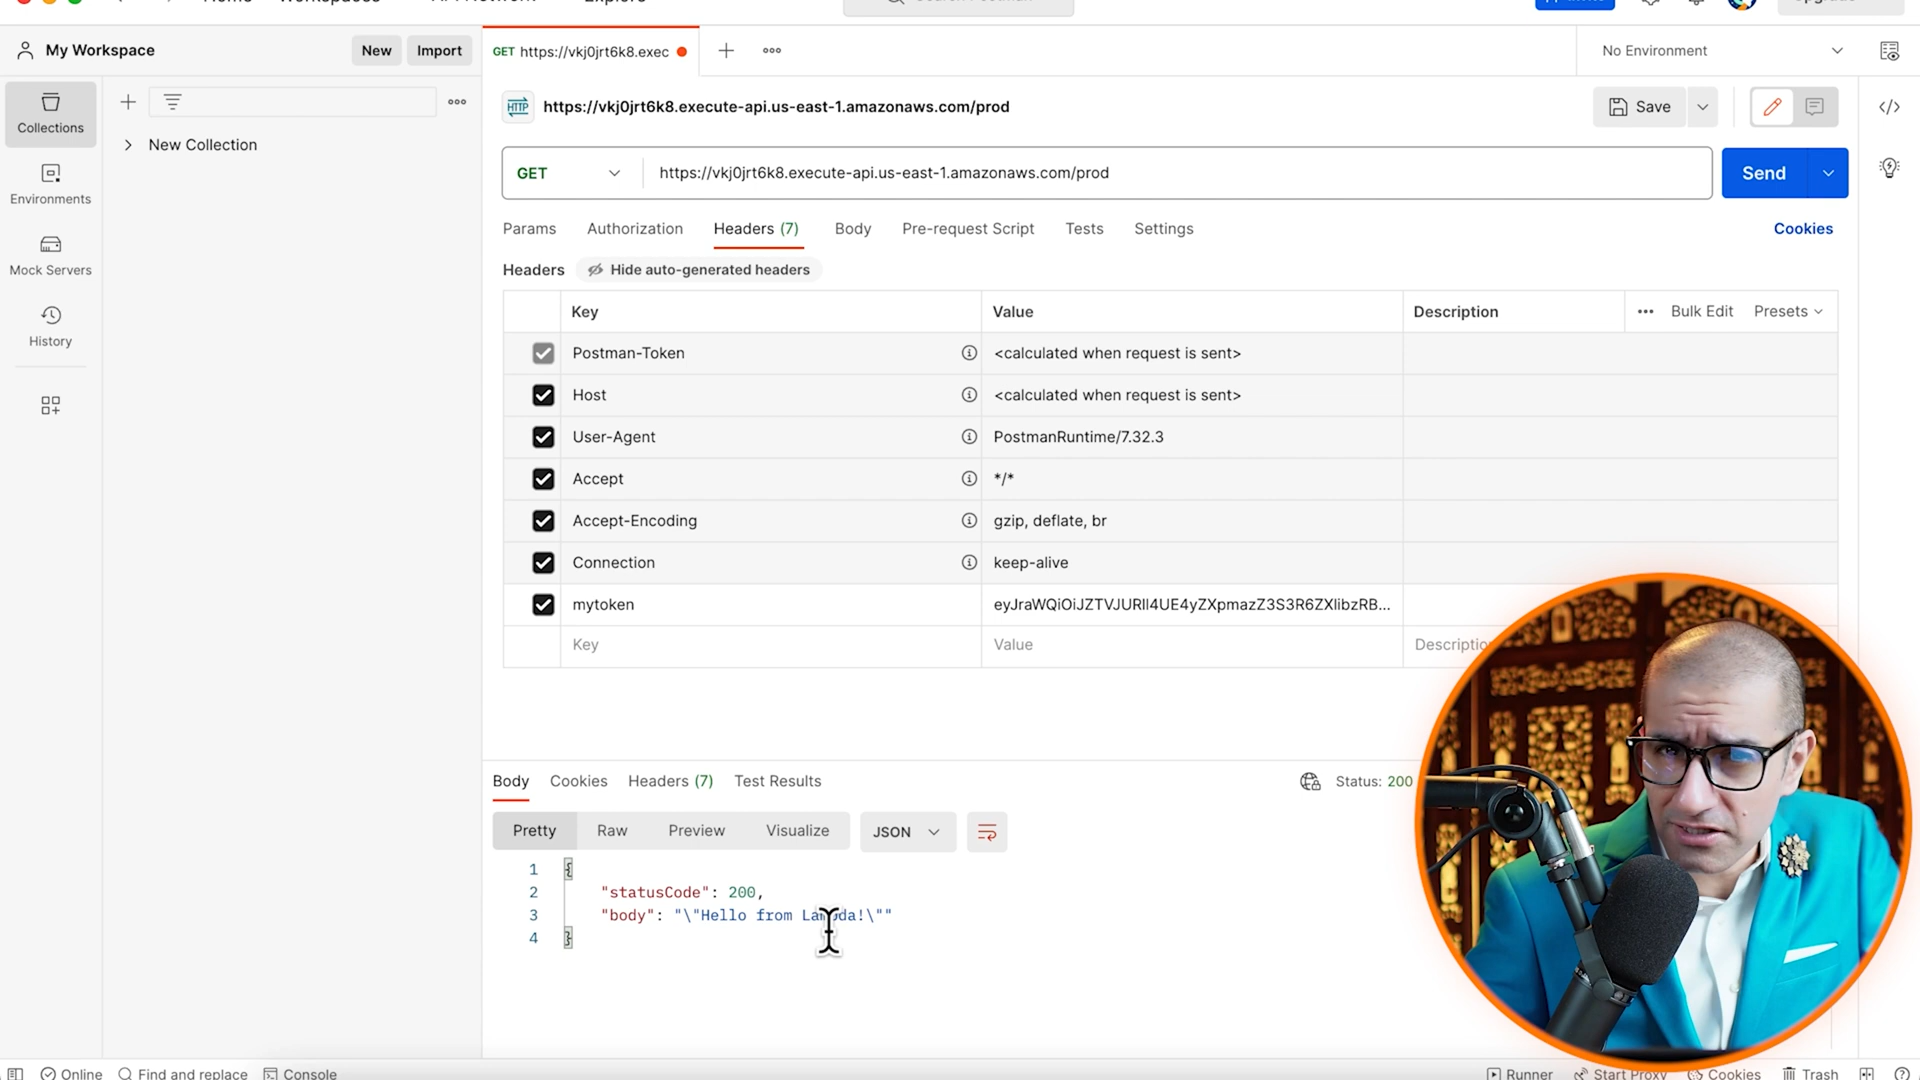 My Workspace
New
Import
GET https://vkj0jrt6k8.exec
No Environment
Collections
New Collection
https://vkj0jrt6k8.execute-api.us-east-1.amazonaws.com/prod
Save
GET
https://vkj0jrt6k8.execute-api.us-east-1.amazonaws.com/prod
Send
Environments
Mock Servers
History
Params
Authorization
Headers (7)
Body
Pre-request Script
Tests
Settings
Cookies
Headers
Hide auto-generated headers
Key
Value
Description
Bulk Edit
Presets
Postman-Token
<calculated when request is sent>
Host
<calculated when request is sent>
User-Agent
PostmanRuntime/7.32.3
Accept
*/*
Accept-Encoding
gzip, deflate, br
Connection
keep-alive
mytoken
eyJraWQiOiJZTVJURll4UE4yZXpmazZ3S3R6ZXlibzRB...
Key
Value
Body
Cookies
Headers (7)
Test Results
Status: 200
Pretty
Raw
Preview
Visualize
JSON
1 {
2 "statusCode": 200,
3 "body": "\"Hello from Lambda!\""
4 }
Online
Find and replace
Console
Runner
Start Proxy
Cookies
Trash